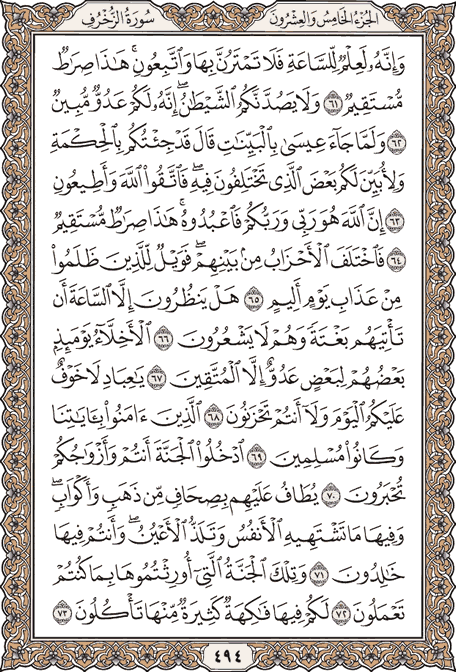 سُورَةُ الزُّخْرُفِ الجُزْءُ الخَامِسُ وَالعِشْرُونَ
وَإِنَّهُۥ لَعِلْمٌ لِّلسَّاعَةِ فَلَا تَمْتَرُنَّ بِهَا وَٱتَّبِعُونِ ۚ هَٰذَا صِرَٰطٌ
مُّسْتَقِيمٌ ٦١ وَلَا يَصُدَّنَّكُمُ ٱلشَّيْطَٰنُ ۖ إِنَّهُۥ لَكُمْ عَدُوٌّ مُّبِينٌ
٦٢ وَلَمَّا جَآءَ عِيسَىٰ بِٱلْبَيِّنَٰتِ قَالَ قَدْ جِئْتُكُم بِٱلْحِكْمَةِ
وَلِأُبَيِّنَ لَكُم بَعْضَ ٱلَّذِى تَخْتَلِفُونَ فِيهِ ۖ فَٱتَّقُوا۟ ٱللَّهَ وَأَطِيعُونِ
٦٣ إِنَّ ٱللَّهَ هُوَ رَبِّى وَرَبُّكُمْ فَٱعْبُدُوهُ ۚ هَٰذَا صِرَٰطٌ مُّسْتَقِيمٌ
٦٤ فَٱخْتَلَفَ ٱلْأَحْزَابُ مِنۢ بَيْنِهِمْ ۖ فَوَيْلٌ لِّلَّذِينَ ظَلَمُوا۟
مِنْ عَذَابِ يَوْمٍ أَلِيمٍ ٦٥ هَلْ يَنظُرُونَ إِلَّا ٱلسَّاعَةَ أَن
تَأْتِيَهُم بَغْتَةً وَهُمْ لَا يَشْعُرُونَ ٦٦ ٱلْأَخِلَّآءُ يَوْمَئِذٍۭ
بَعْضُهُمْ لِبَعْضٍ عَدُوٌّ إِلَّا ٱلْمُتَّقِينَ ٦٧ يَٰعِبَادِ لَا خَوْفٌ
عَلَيْكُمُ ٱلْيَوْمَ وَلَآ أَنتُمْ تَحْزَنُونَ ٦٨ ٱلَّذِينَ ءَامَنُوا۟ بِـَٔايَٰتِنَا
وَكَانُوا۟ مُسْلِمِينَ ٦٩ ٱدْخُلُوا۟ ٱلْجَنَّةَ أَنتُمْ وَأَزْوَٰجُكُمْ
تُحْبَرُونَ ٧٠ يُطَافُ عَلَيْهِم بِصِحَافٍ مِّن ذَهَبٍ وَأَكْوَابٍ ۖ
وَفِيهَا مَا تَشْتَهِيهِ ٱلْأَنفُسُ وَتَلَذُّ ٱلْأَعْيُنُ ۖ وَأَنتُمْ فِيهَا
خَٰلِدُونَ ٧١ وَتِلْكَ ٱلْجَنَّةُ ٱلَّتِىٓ أُورِثْتُمُوهَا بِمَا كُنتُمْ
تَعْمَلُونَ ٧٢ لَكُمْ فِيهَا فَٰكِهَةٌ كَثِيرَةٌ مِّنْهَا تَأْكُلُونَ ٧٣
٤٩٤